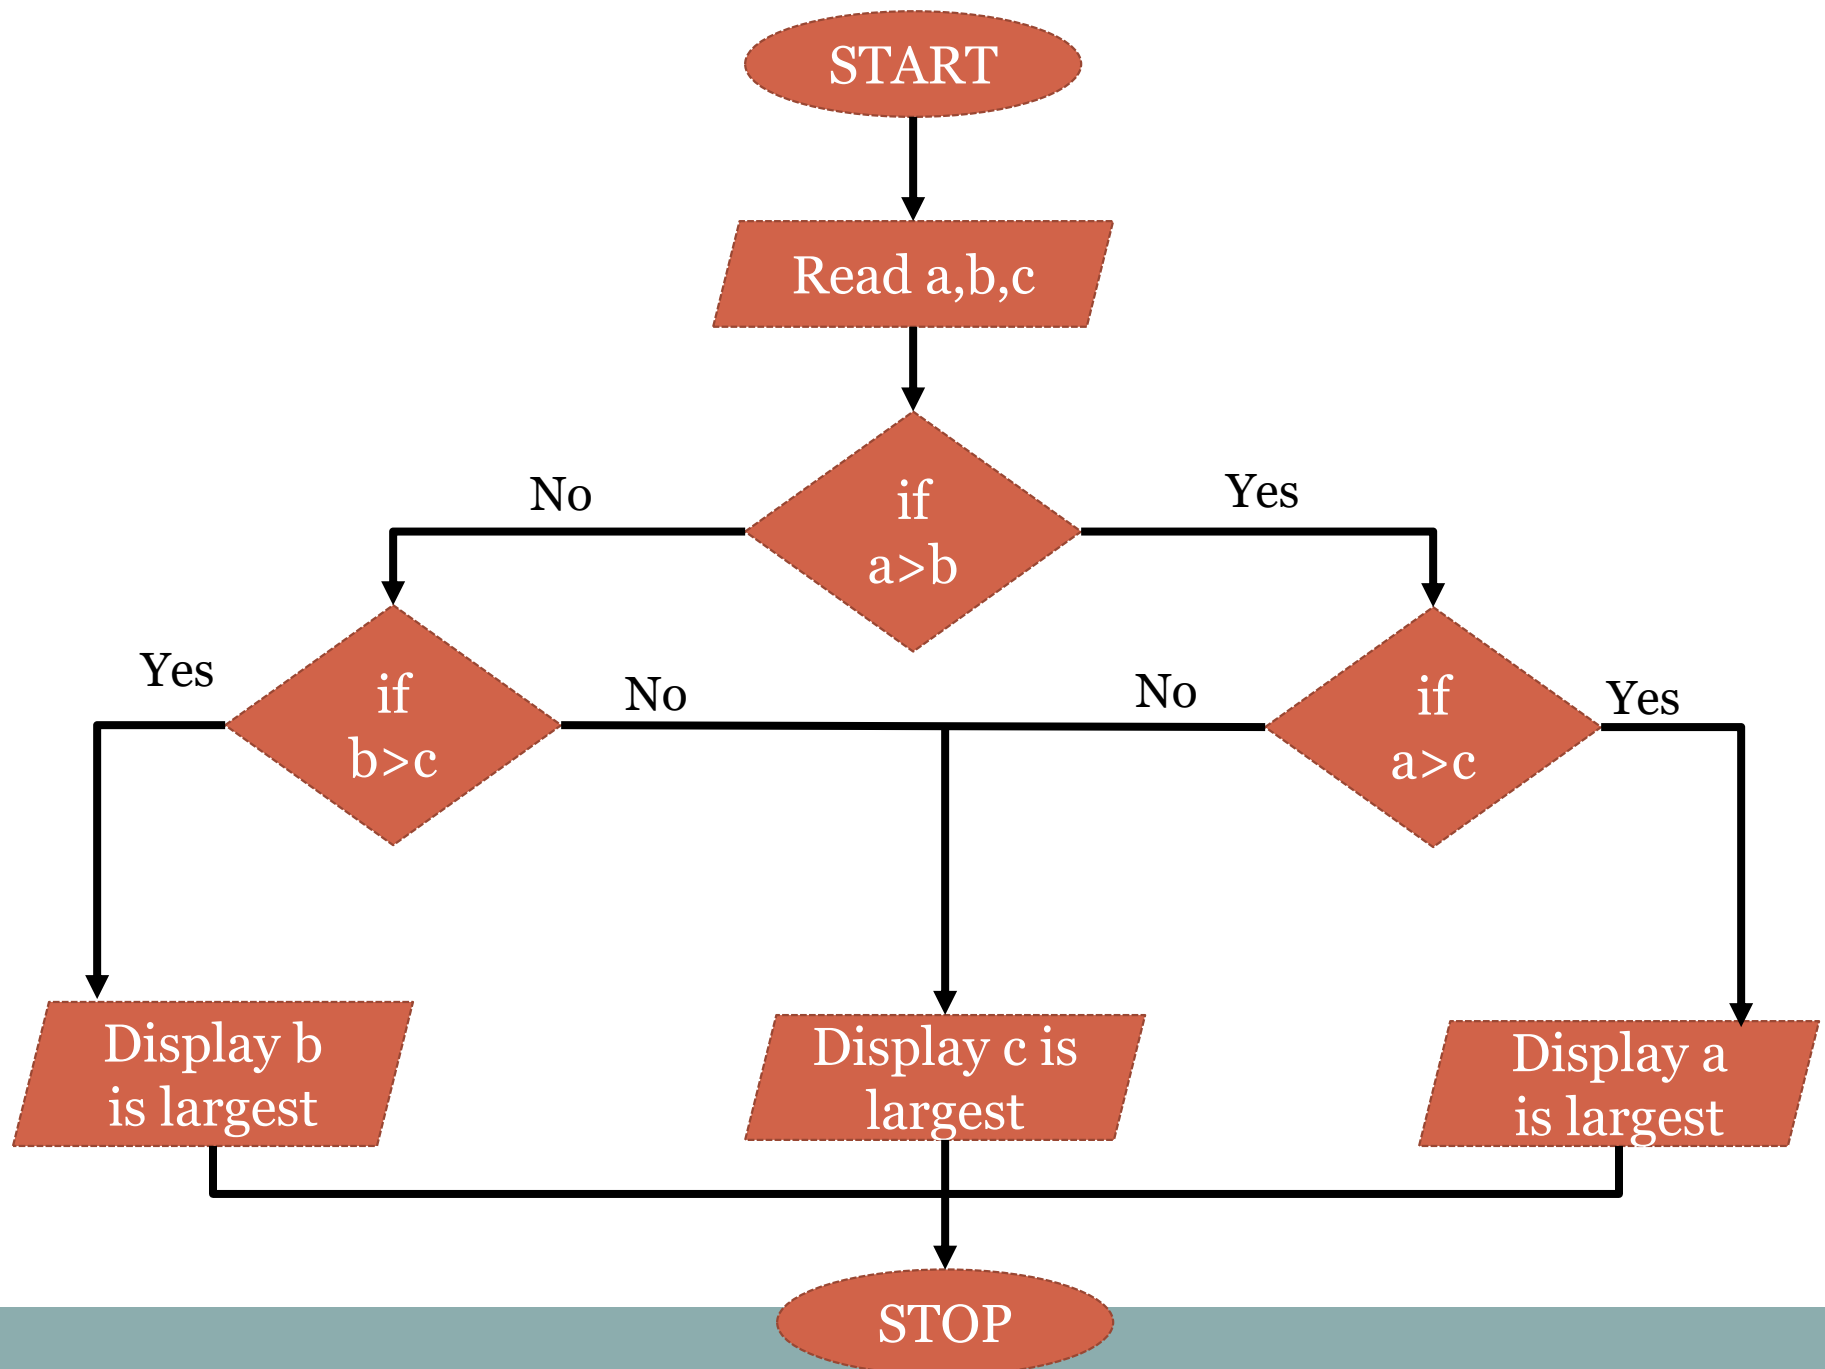 START
Read a,b,c
No
Yes
if
a>b
Yes
if
b>c
No
No
if
a>c
Yes
Display b
is largest
Display c is
largest
Display a
is largest
STOP